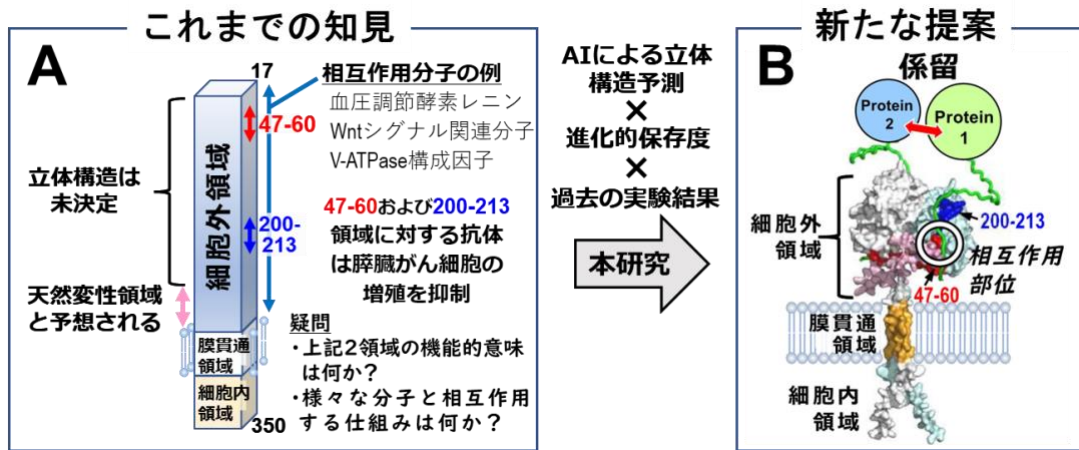 これまでの知見
A
17
相互作用分子の例
血圧調節酵素レニン
Wntシグナル関連分子
V-ATPase構成因子
47-60
立体構造は
未決定
細胞外領域
200-
213
47-60および200-213
領域に対する抗体
は膵臓がん細胞の
増殖を抑制
天然変性領域
と予想される
膜貫通
領域
細胞内
領域
350
疑問
・上記２領域の機能的意味
は何か?
・様々な分子と相互作用
する仕組みは何か？
AIによる立体
構造予測
×
進化的保存度
×
過去の実験結果
本研究
新たな提案
B
係留
Protein
2
Protein
1
細胞外
領域
200-213
相互作用
部位
47-60
膜貫通
領域
細胞内
領域